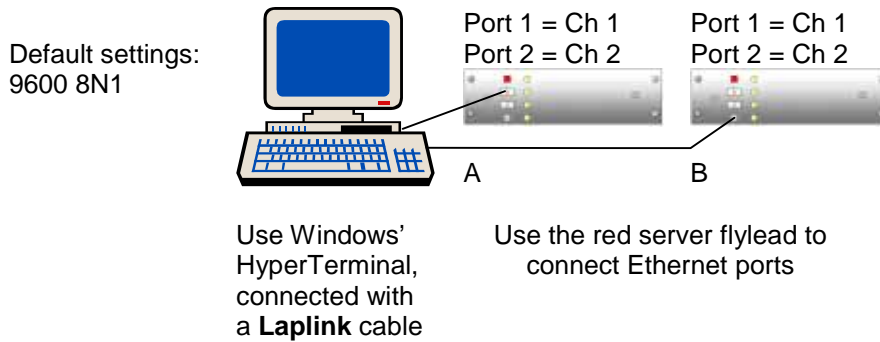 Default settings:
9600 8N1
Port 1 = Ch 1
Port 2 = Ch 2
Port 1 = Ch 1
Port 2 = Ch 2
A
B
Use Windows’
HyperTerminal,
connected with
a Laplink cable
Use the red server flylead to
connect Ethernet ports